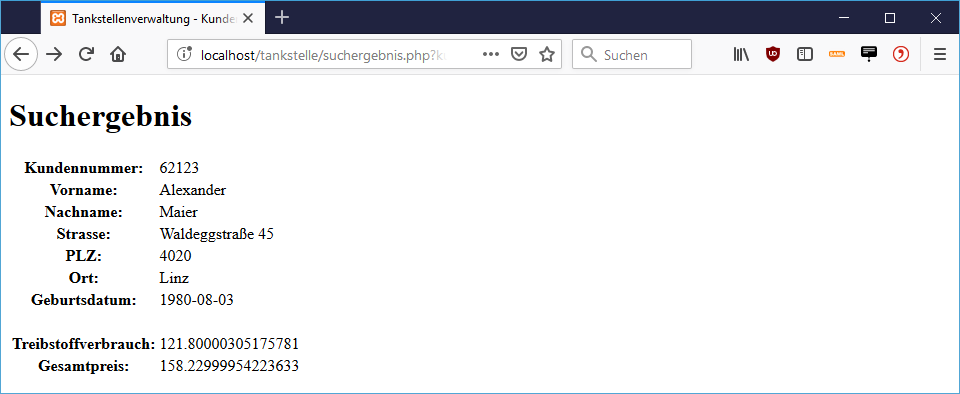 Tankstellenverwaltung - Kunde
localhost/tankstelle/suchergebnis.php?k
Suchen
Suchergebnis
Kundennummer: 62123
Vorname: Alexander
Nachname: Maier
Strasse: Waldeggstraße 45
PLZ: 4020
Ort: Linz
Geburtsdatum: 1980-08-03
Treibstoffverbrauch: 121.80000305175781
Gesamtpreis: 158.22999954223633